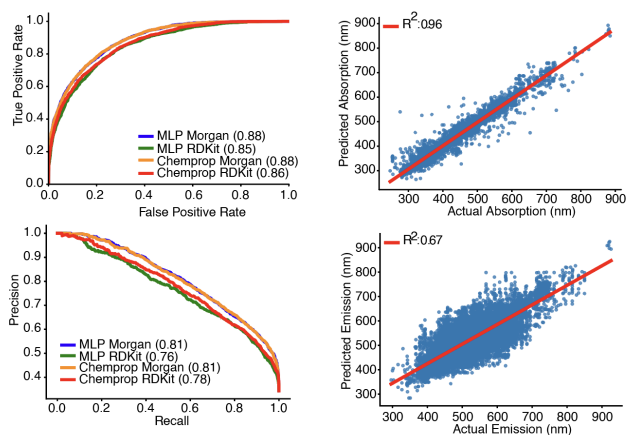 True Positive Rate
1.0
0.8
0.6
0.4
0.2
0.0
MLP Morgan (0.88)
MLP RDKit (0.85)
Chemprop Morgan (0.88)
Chemprop RDKit (0.86)
0.0 0.2 0.4 0.6 0.8 1.0
False Positive Rate
Predicted Absorption (nm)
900
800
700
600
500
400
300
R²:0.96
300 400 500 600 700 800 900
Actual Absorption (nm)
Precision
1.0
0.9
0.8
0.7
0.6
0.5
0.4
MLP Morgan (0.81)
MLP RDKit (0.76)
Chemprop Morgan (0.81)
Chemprop RDKit (0.78)
0.0 0.2 0.4 0.6 0.8 1.0
Recall
Predicted Emission (nm)
900
800
700
600
500
400
300
R²:0.67
300 400 500 600 700 800 900
Actual Emission (nm)